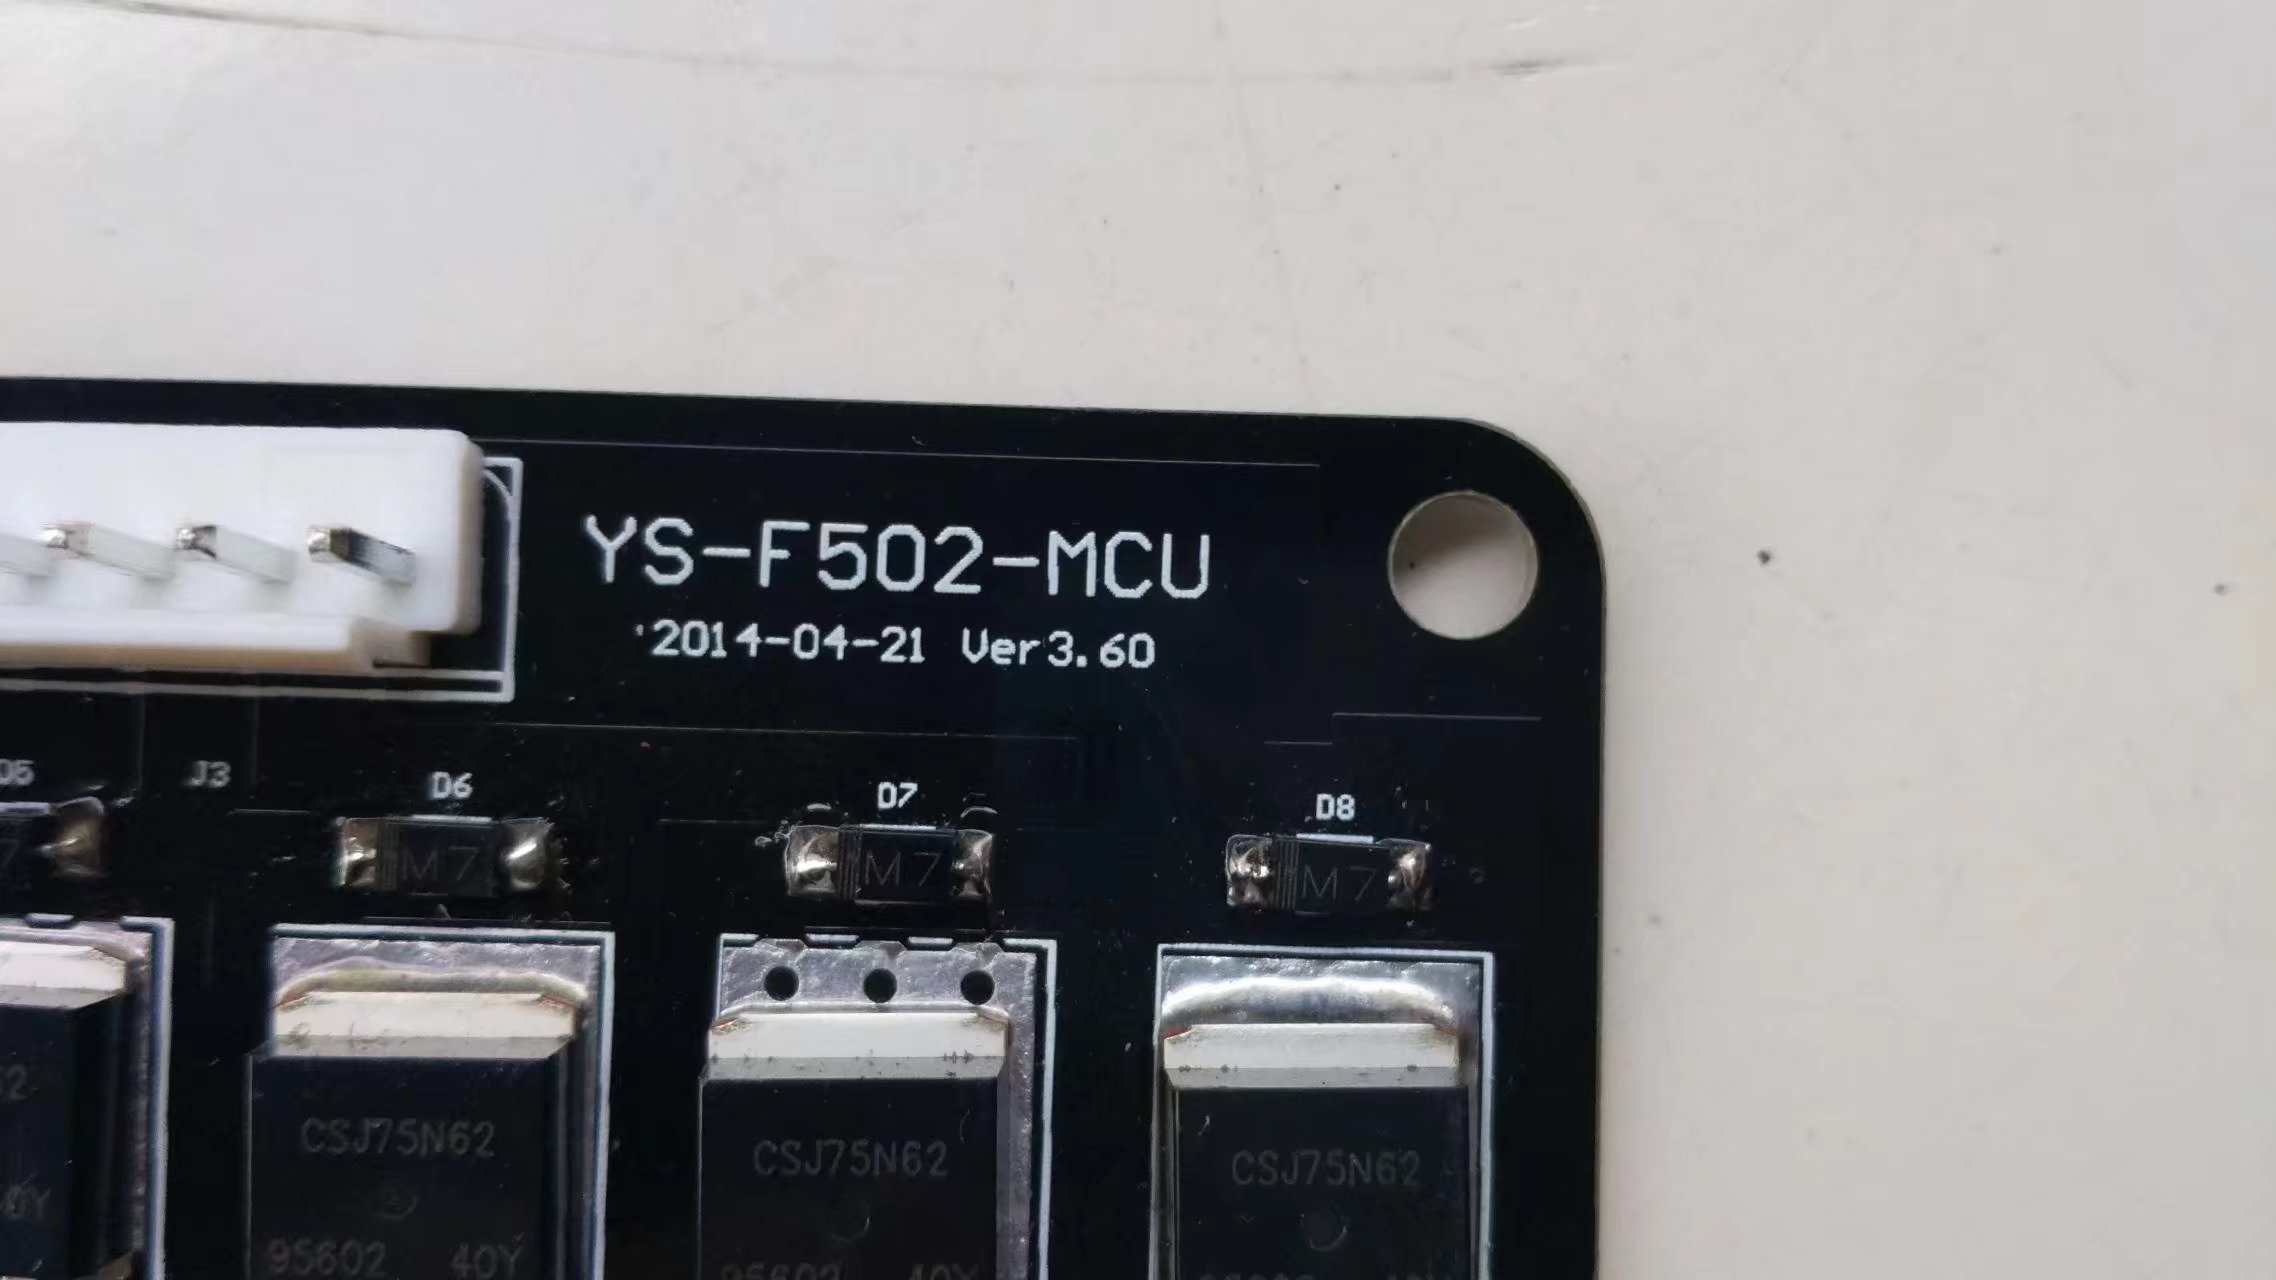 YS-F502-MCU
2014-04-21 Ver3.60
J3
D6
D7
D8
M7
M7
M7
CSJ75N62
CSJ75N62
CSJ75N62
95602 40Y